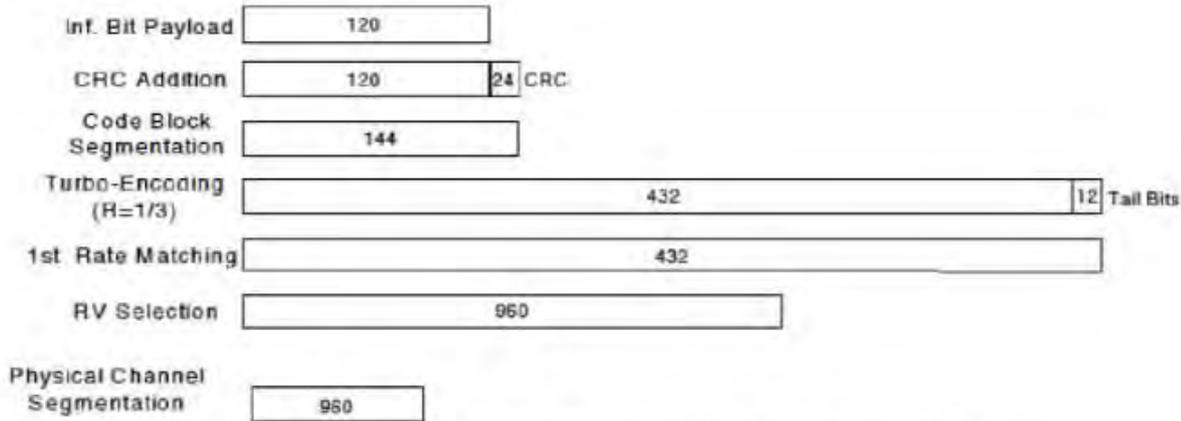 Inf. Bit Payload 120
CRC Addition 120 24 CRC
Code Block
Segmentation 144
Turbo-Encoding
(R=1/3) 432 12 Tail Bits
1st Rate Matching 432
RV Selection 960
Physical Channel
Segmentation 960